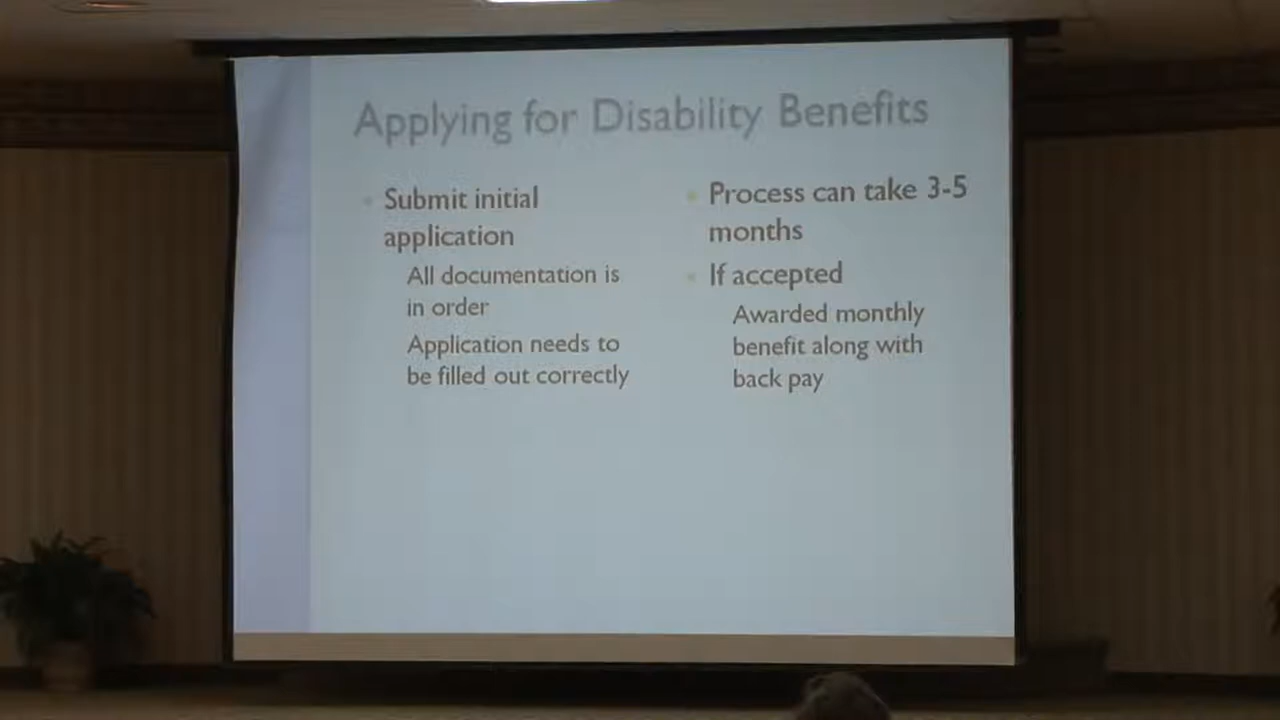 Applying for Disability Benefits
Submit initial
application
All documentation is
in order
Application needs to
be filled out correctly
Process can take 3-5
months
If accepted
Awarded monthly
benefit along with
back pay